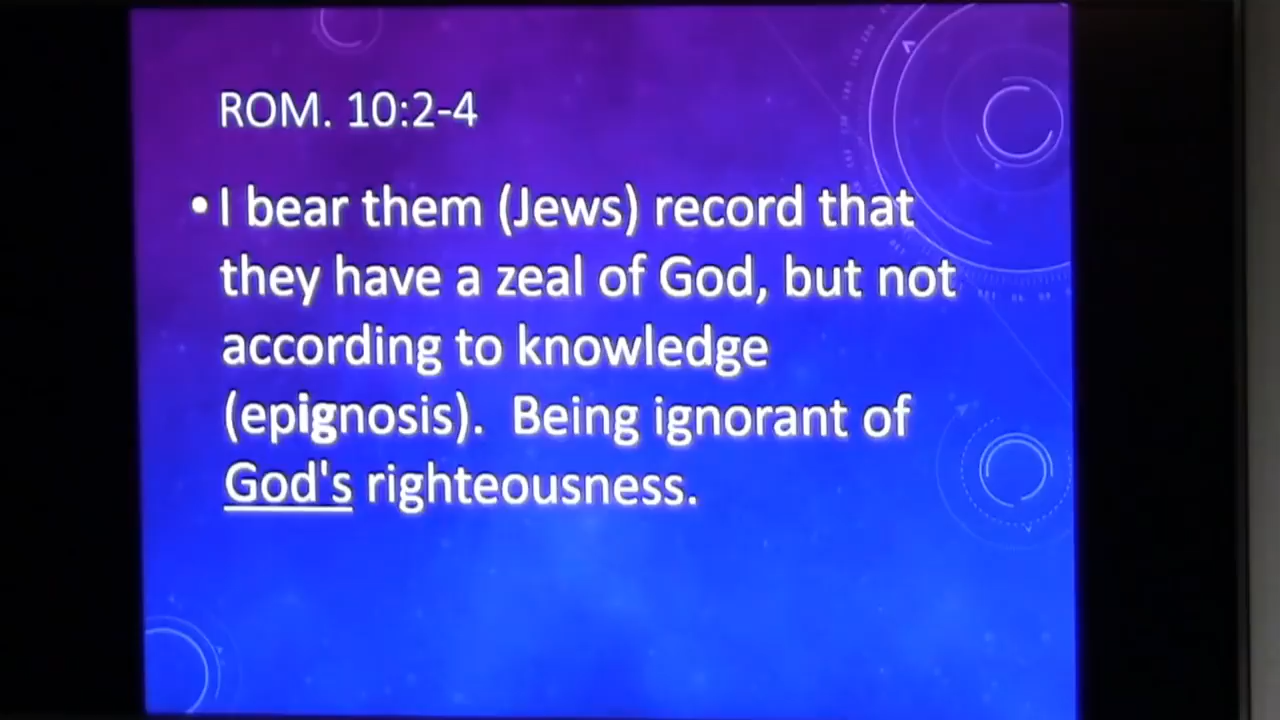 ROM. 10:2-4
• I bear them (Jews) record that
they have a zeal of God, but not
according to knowledge
(epignosis). Being ignorant of
God's righteousness.